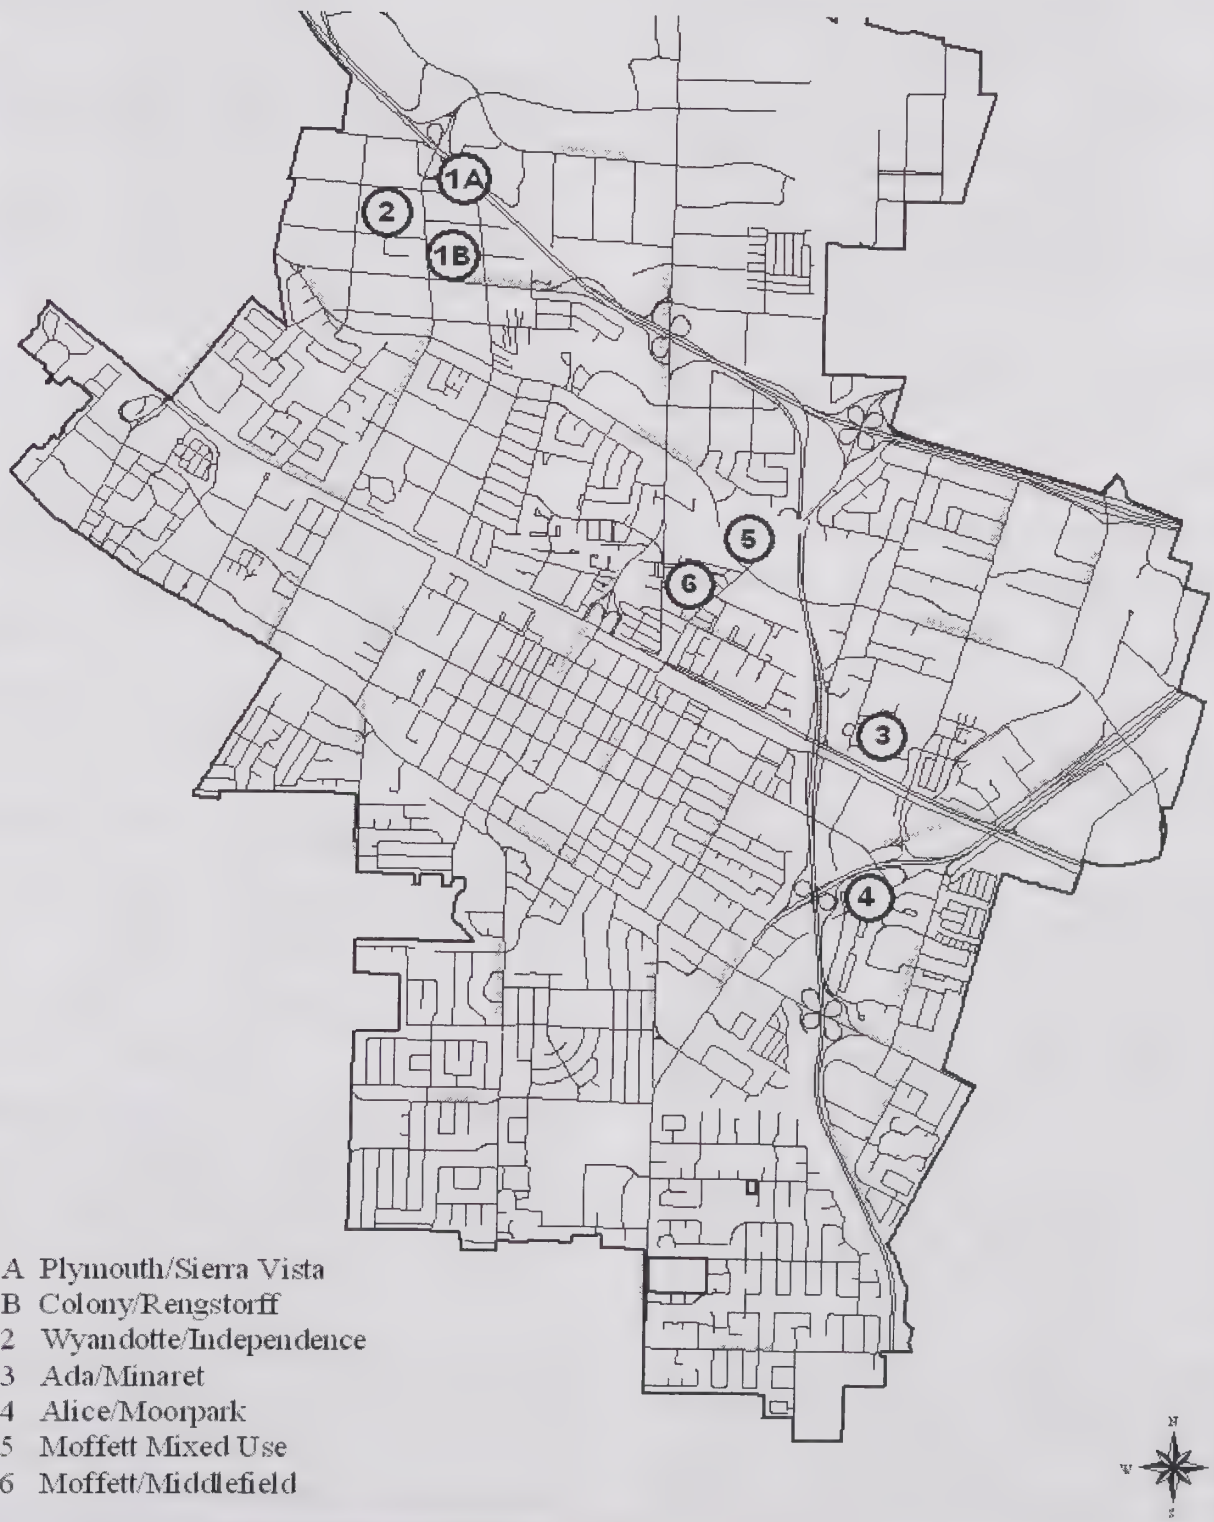 1A
2
1B
5
6
3
4
A Plymouth/Sierra Vista
B Colony/Rengstorff
2 Wyandotte/Independence
3 Ada/Minaret
4 Alice/Moorpark
5 Moffett Mixed Use
6 Moffett/Middlefield
N
W
S